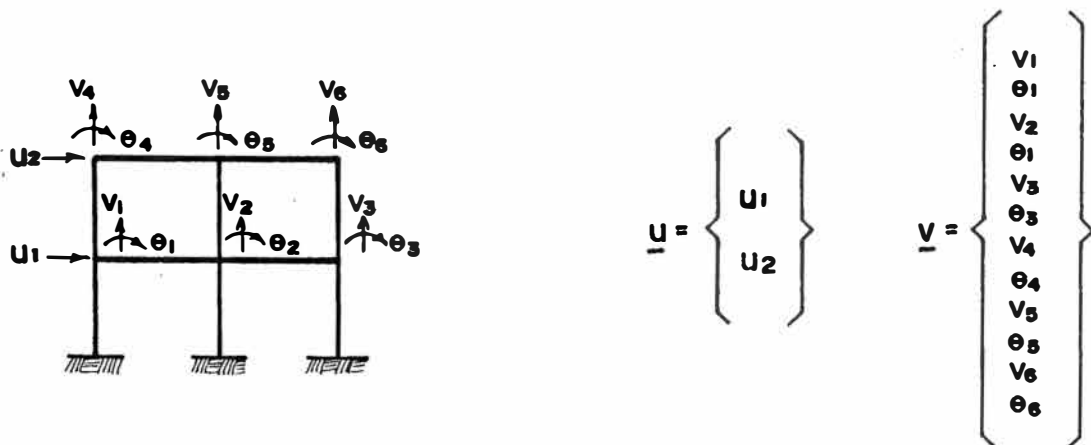 V4 V5 V6
θ4 θ5 θ6
U2
V1 V2 V3
θ1 θ2 θ3
U1
u =
U1
U2
v =
V1
θ1
V2
θ1
V3
θ3
V4
θ4
V5
θ5
V6
θ6